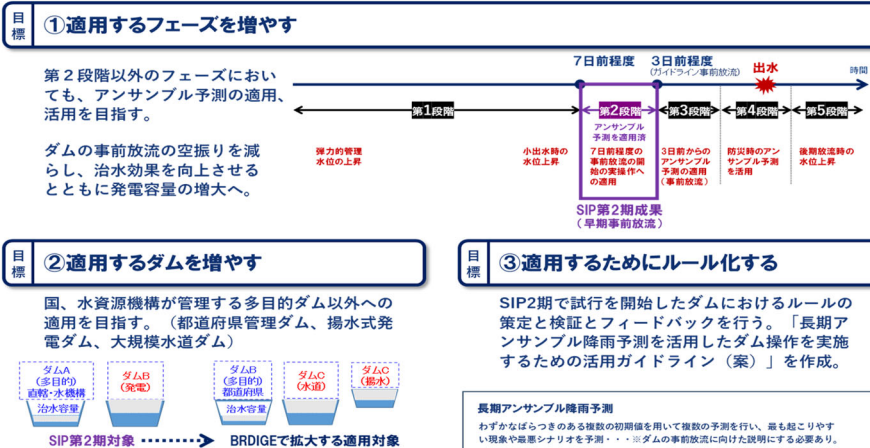 目標
①適用するフェーズを増やす
第２段階以外のフェーズにおい
ても、アンサンブル予測の適用、
活用を目指す。
ダムの事前放流の空振りを減
らし、治水効果を向上させる
とともに発電容量の増大へ。
7日前程度
3日前程度
(ガイドライン事前放流)
出水
時間
第1段階
第2段階
第3段階
第4段階
第5段階
アンサンブル
予測を適用済
弾力的管理
水位の上昇
小出水時の
水位上昇
7日前程度の
事前放流の開
始の実操作へ
の適用
3日前からの
アンサンブル
予測の適用
（事前放流）
防災時のアン
サンブル予測
を活用
後期放流時の
水位上昇
SIP第2期成果
（早期事前放流）
目標
②適用するダムを増やす
国、水資源機構が管理する多目的ダム以外への
適用を目指す。（都道府県管理ダム、揚水式発
電ダム、大規模水道ダム）
ダムA
(多目的)
直轄・水機構
治水容量
ダムB
(発電)
ダムB
(多目的)
都道府県
治水容量
ダムC
(水道)
ダムC
(揚水)
SIP第2期対象
BRDIGEで拡大する適用対象
目標
③適用するためにルール化する
SIP2期で試行を開始したダムにおけるルールの
策定と検証とフィードバックを行う。「長期ア
ンサンブル降雨予測を活用したダム操作を実施
するための活用ガイドライン（案）」を作成。
長期アンサンブル降雨予測
わずかなばらつきのある複数の初期値を用いて複数の予測を行い、最も起こりやす
い現象や最悪シナリオを予測・・・※ダムの事前放流に向けた説明にする必要あり。